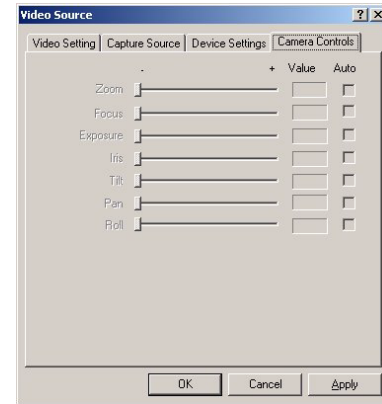 Video Source
Video Setting Capture Source Device Settings Camera Controls
- + Value Auto
Zoom
Focus
Exposure
Iris
Tilt
Pan
Roll
OK Cancel Apply